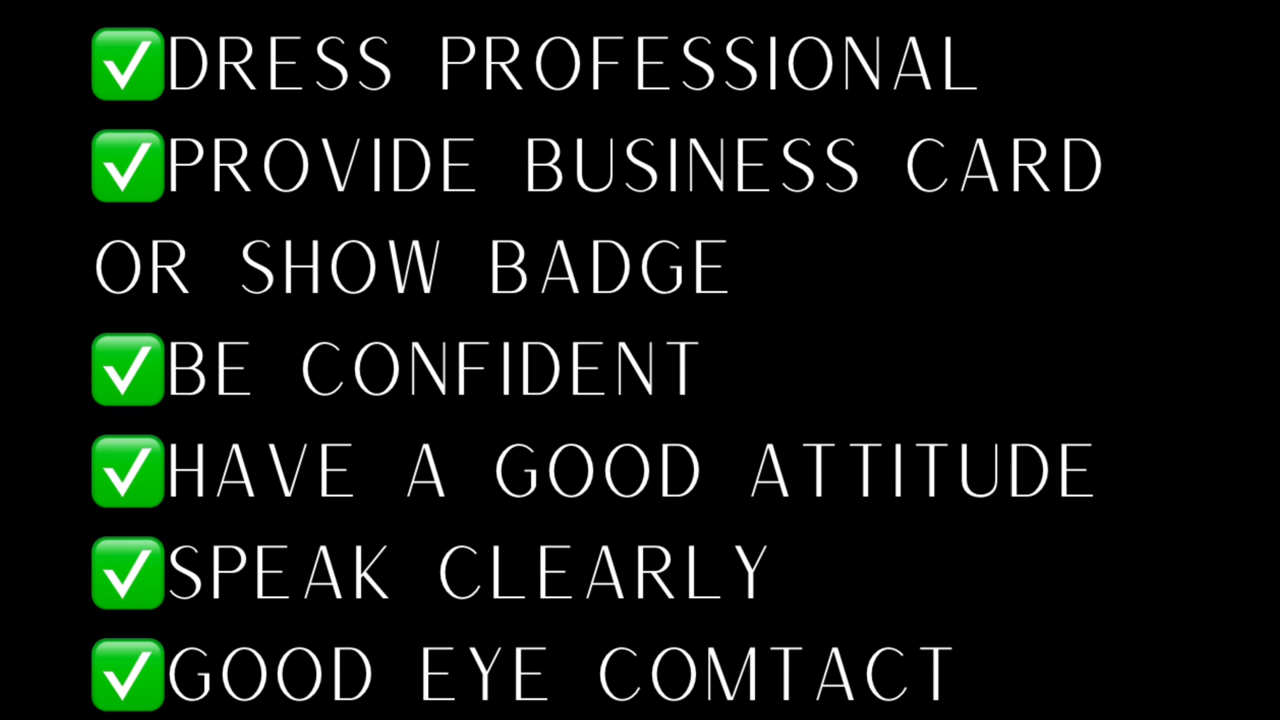 ✅DRESS PROFESSIONAL
✅PROVIDE BUSINESS CARD
OR SHOW BADGE
✅BE CONFIDENT
✅HAVE A GOOD ATTITUDE
✅SPEAK CLEARLY
✅GOOD EYE COMTACT